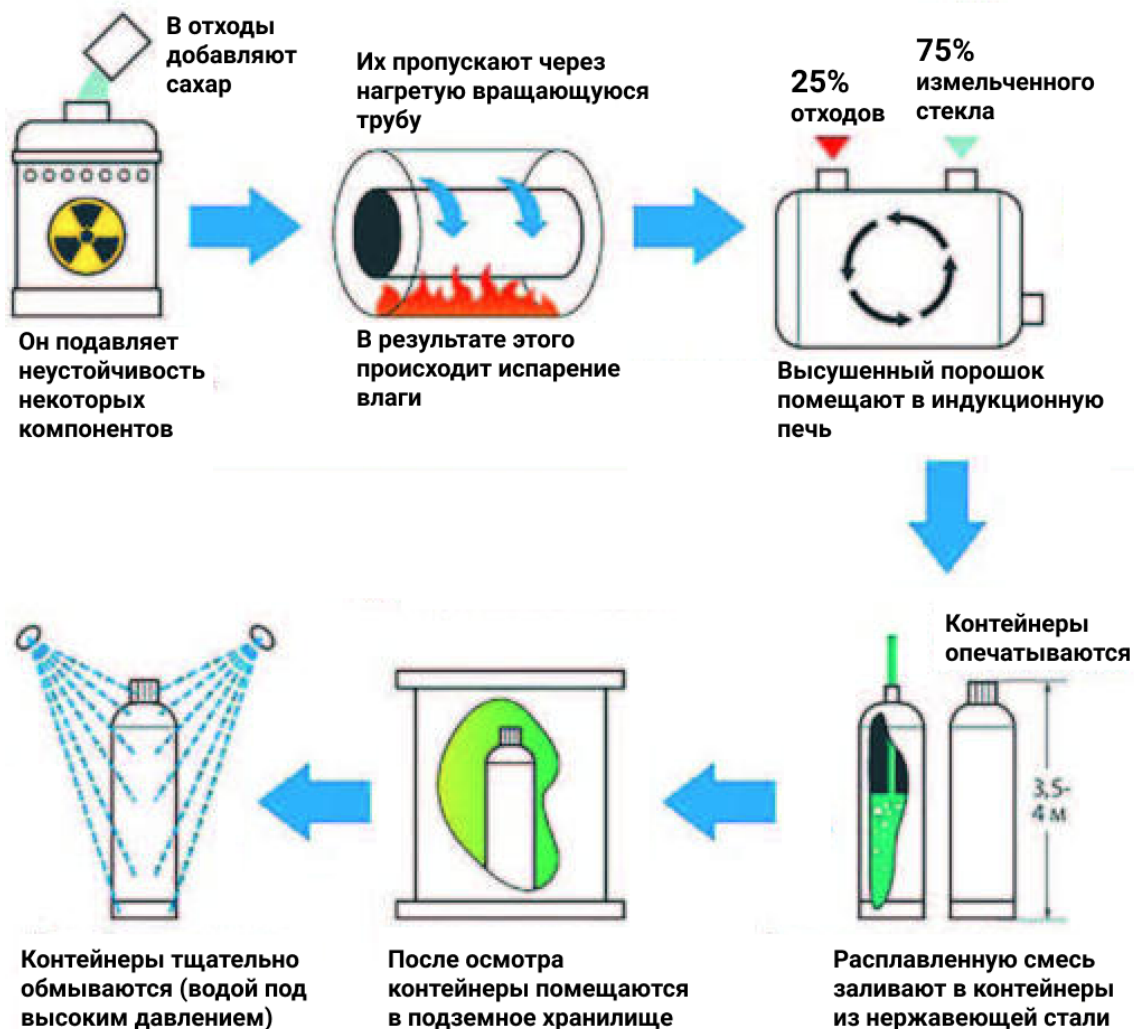 В отходы
добавляют
сахар
Он подавляет
неустойчивость
некоторых
компонентов
Их пропускают через
нагретую вращающуюся
трубу
В результате этого
происходит испарение
влаги
25%
отходов
75%
измельченного
стекла
Высушенный порошок
помещают в индукционную
печь
Контейнеры
опечатываются
3,5-
4 м
Расплавленную смесь
заливают в контейнеры
из нержавеющей стали
После осмотра
контейнеры помещаются
в подземное хранилище
Контейнеры тщательно
обмываются (водой под
высоким давлением)